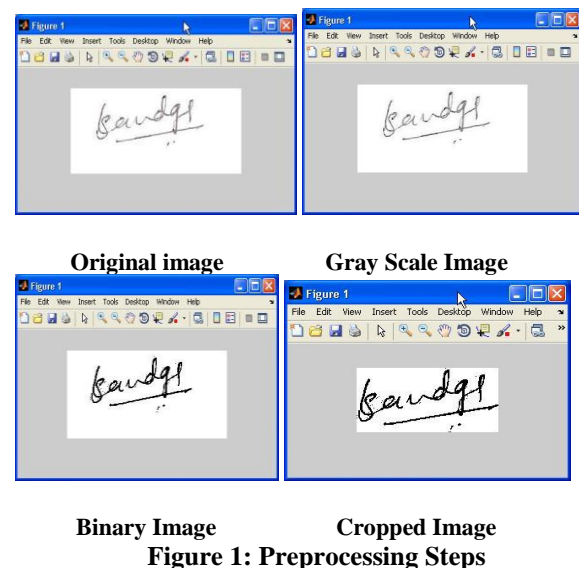 Figure 1
File Edit View Insert Tools Desktop Window Help
Figure 1
File Edit View Insert Tools Desktop Window Help
Original image
Gray Scale Image
Figure 1
File Edit View Insert Tools Desktop Window Help
Figure 1
File Edit View Insert Tools Desktop Window Help
Binary Image
Cropped Image
Figure 1: Preprocessing Steps